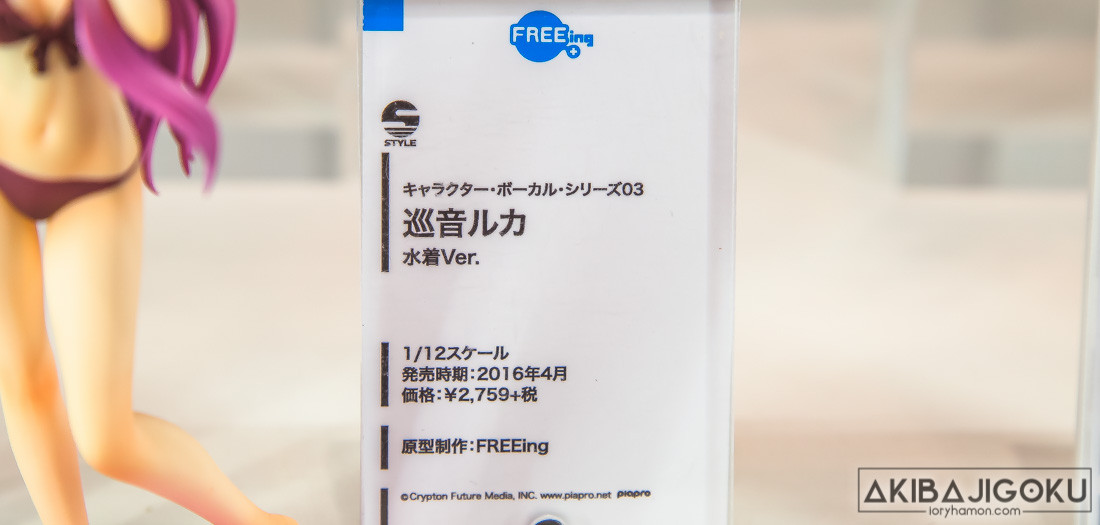 FREEing
S
STYLE
キャラクター・ボーカル・シリーズ03
巡音ルカ
水着Ver.
1/12スケール
発売時期：2016年4月
価格：¥2,759+税
原型制作：FREEing
©Crypton Future Media, INC. www.piapro.net piapro
AKIBAJIGOKU
ioryhamon.com